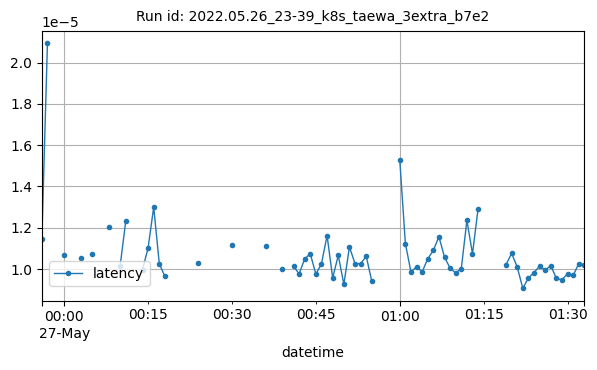 Run id: 2022.05.26_23-39_k8s_taewa_3extra_b7e2
1e−5
2.0
1.8
1.6
1.4
1.2
1.0
latency
00:00 00:15 00:30 00:45 01:00 01:15 01:30
27-May
datetime